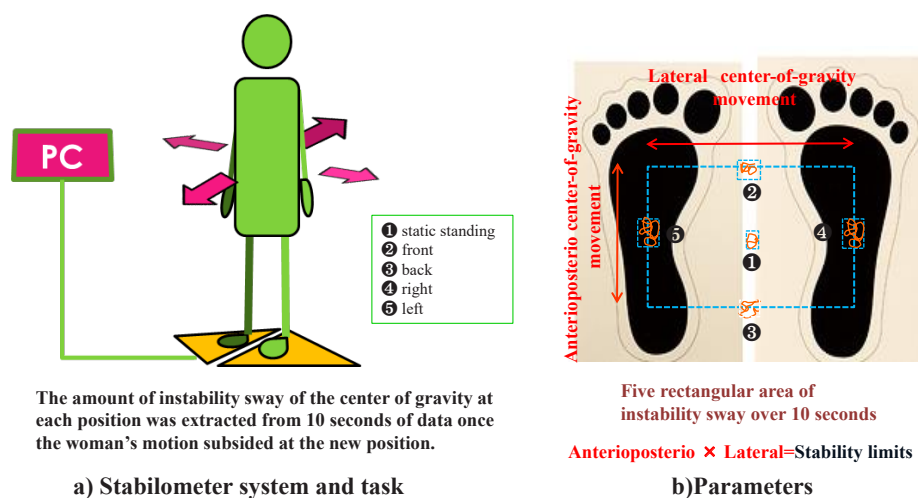 PC
❶ static standing
❷ front
❸ back
❹ right
❺ left
The amount of instability sway of the center of gravity at
each position was extracted from 10 seconds of data once
the woman's motion subsided at the new position.
a) Stabilometer system and task
Lateral center-of-gravity
movement
Anterioposterio center-of-gravity
movement
❷
❺
❹
❶
❸
Five rectangular area of
instability sway over 10 seconds
Anterioposterio × Lateral=Stability limits
b)Parameters